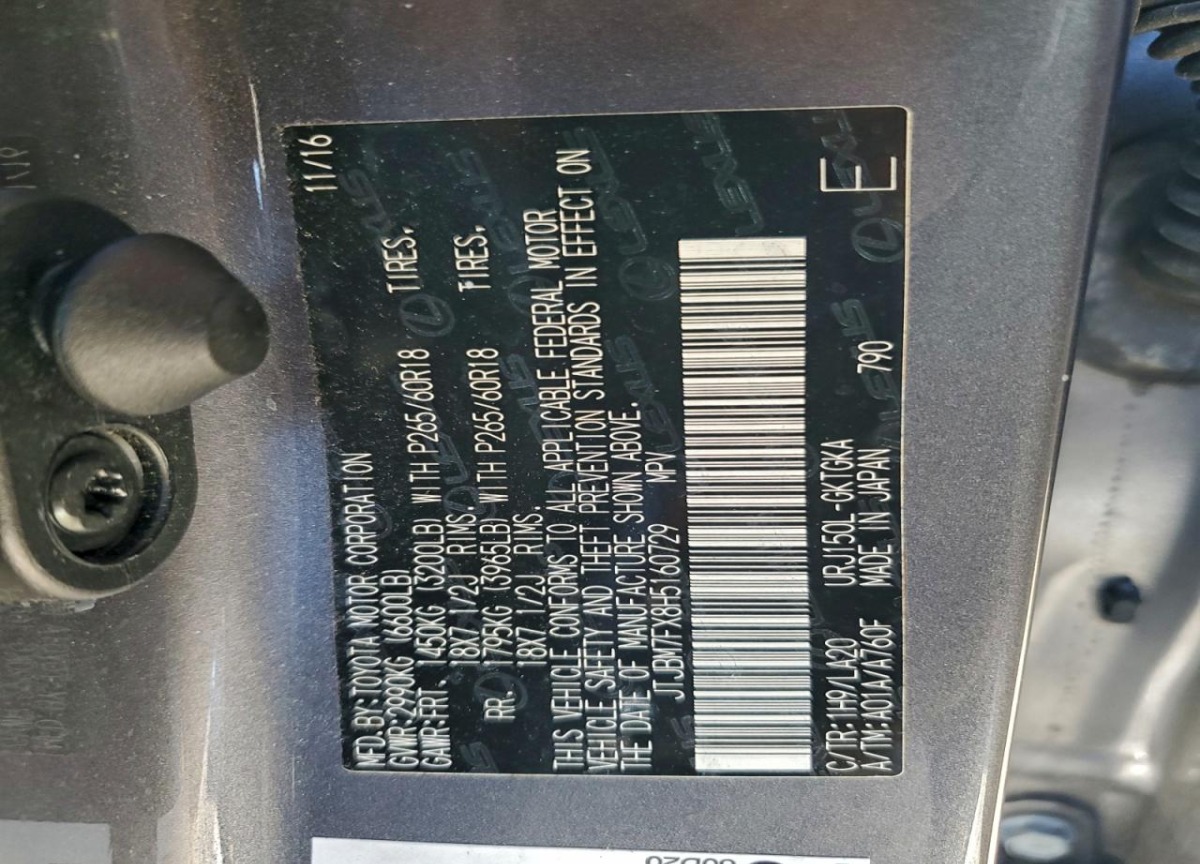 11/16
MFD.BY:TOYOTA MOTOR CORPORATION
GVWR:2990KG (6600LB)
GAWR:FRT. 1450KG (3200LB) WITH P265/60R18 TIRES,
18X7 1/2J RIMS.
RR. 1795KG (3965LB) WITH P265/60R18 TIRES,
18X7 1/2J RIMS.
THIS VEHICLE CONFORMS TO ALL APPLICABLE FEDERAL MOTOR
VEHICLE SAFETY AND THEFT PREVENTION STANDARDS IN EFFECT ON
THE DATE OF MANUFACTURE SHOWN ABOVE.
JTJBM7FX8H5160729 MPV
C/TR:1H9/LA20 URJ150L-GKTGKA
A/TM:A01A/A760F MADE IN JAPAN 790
E
LEXUS